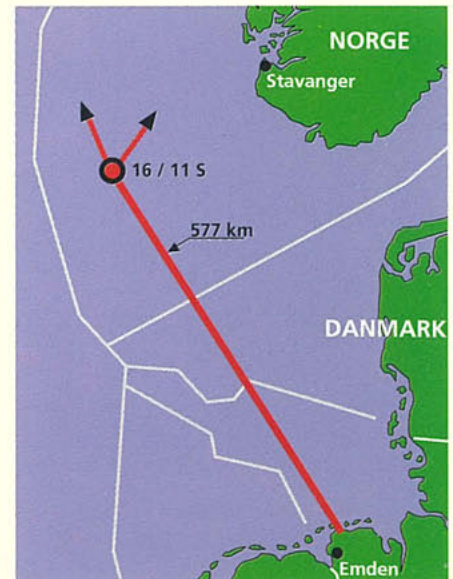 NORGE
Stavanger
16 / 11 S
577 km
DANMARK
Emden